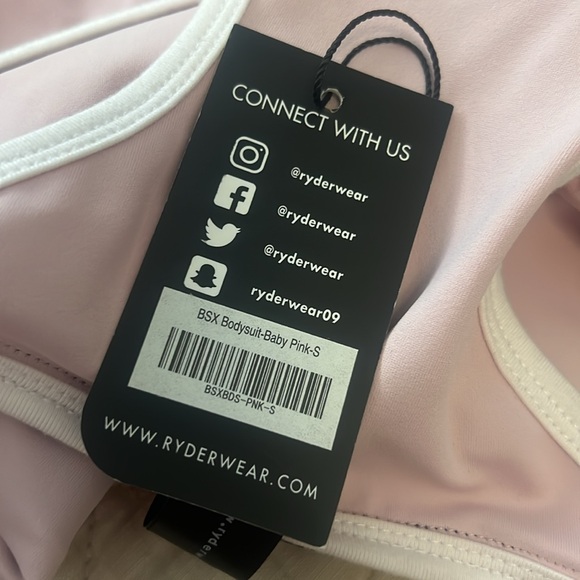 CONNECT WITH US
@ryderwear
@ryderwear
@ryderwear
ryderwear09
BSX Bodysuit-Baby Pink-S
BSXBDS-PNK-S
WWW.RYDERWEAR.COM